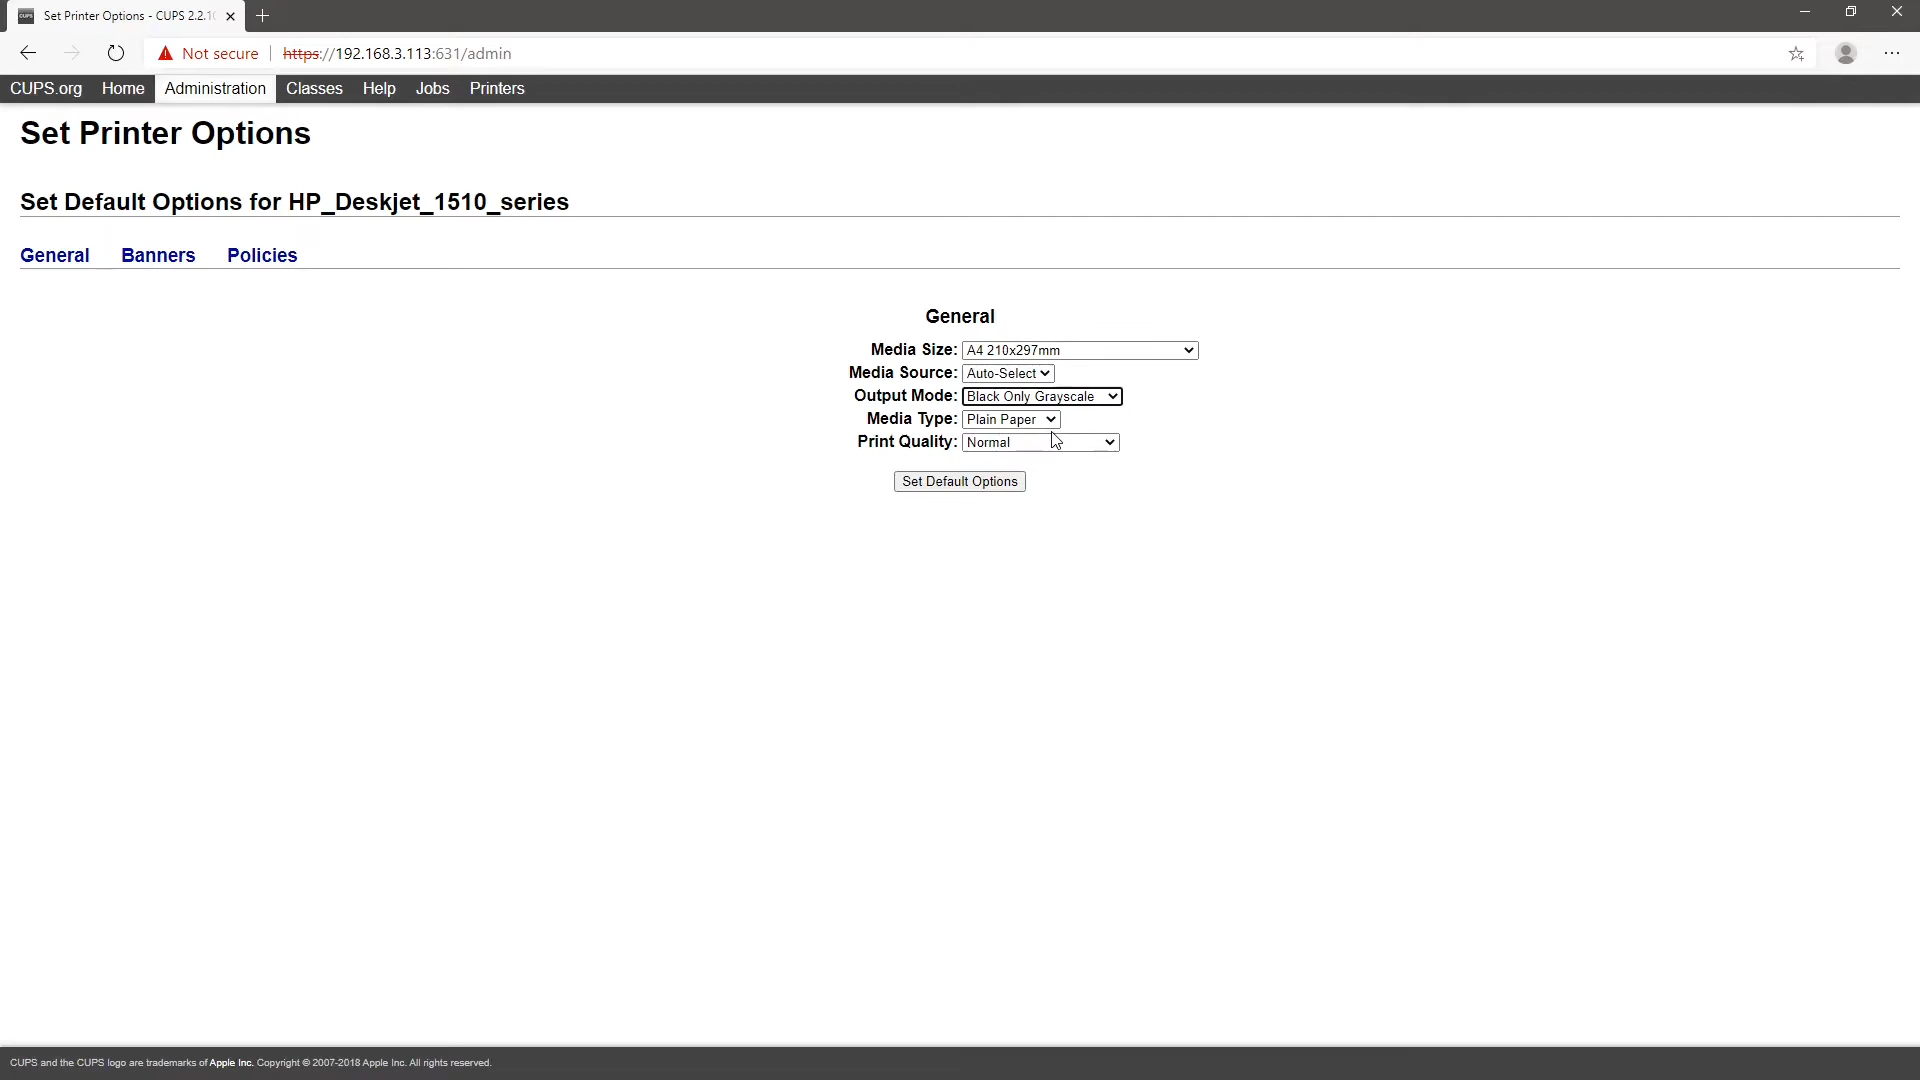 Set Printer Options - CUPS 2.2.1
Not secure https://192.168.3.113:631/admin
CUPS.org Home Administration Classes Help Jobs Printers
Set Printer Options
Set Default Options for HP_Deskjet_1510_series
General Banners Policies
General
Media Size: A4 210x297mm
Media Source: Auto-Select
Output Mode: Black Only Grayscale
Media Type: Plain Paper
Print Quality: Normal
Set Default Options
CUPS and the CUPS logo are trademarks of Apple Inc. Copyright © 2007-2018 Apple Inc. All rights reserved.